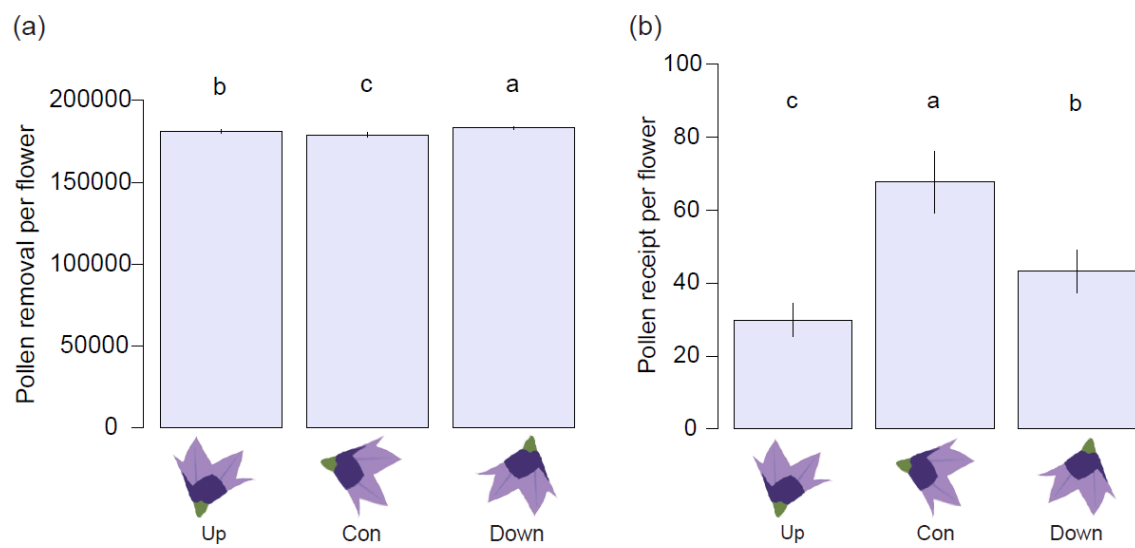 (a)
b c a
Pollen removal per flower
200000
150000
100000
50000
0
Up Con Down
(b)
c a b
Pollen receipt per flower
100
80
60
40
20
0
Up Con Down